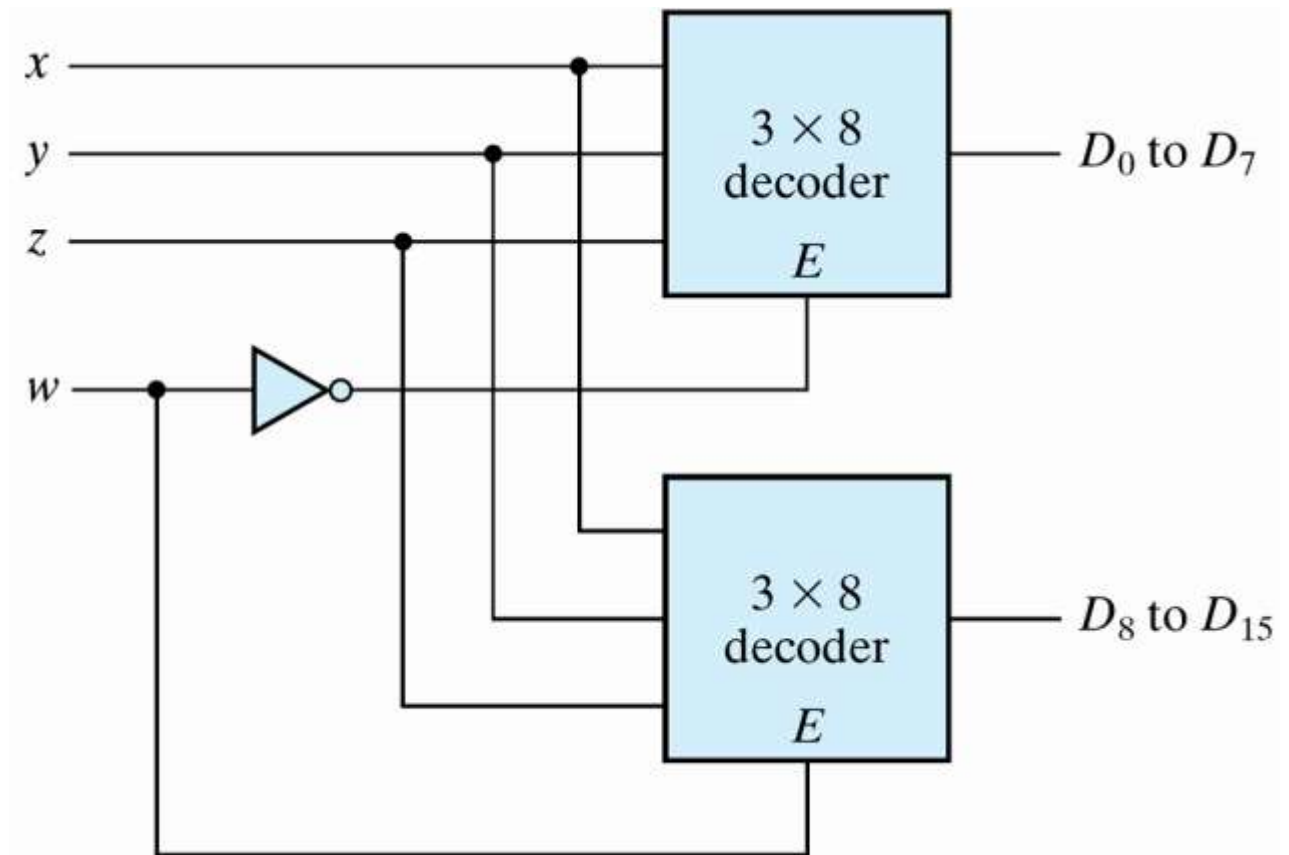 x
y
z
w
3 × 8
decoder
E
D₀ to D₇
3 × 8
decoder
E
D₈ to D₁₅